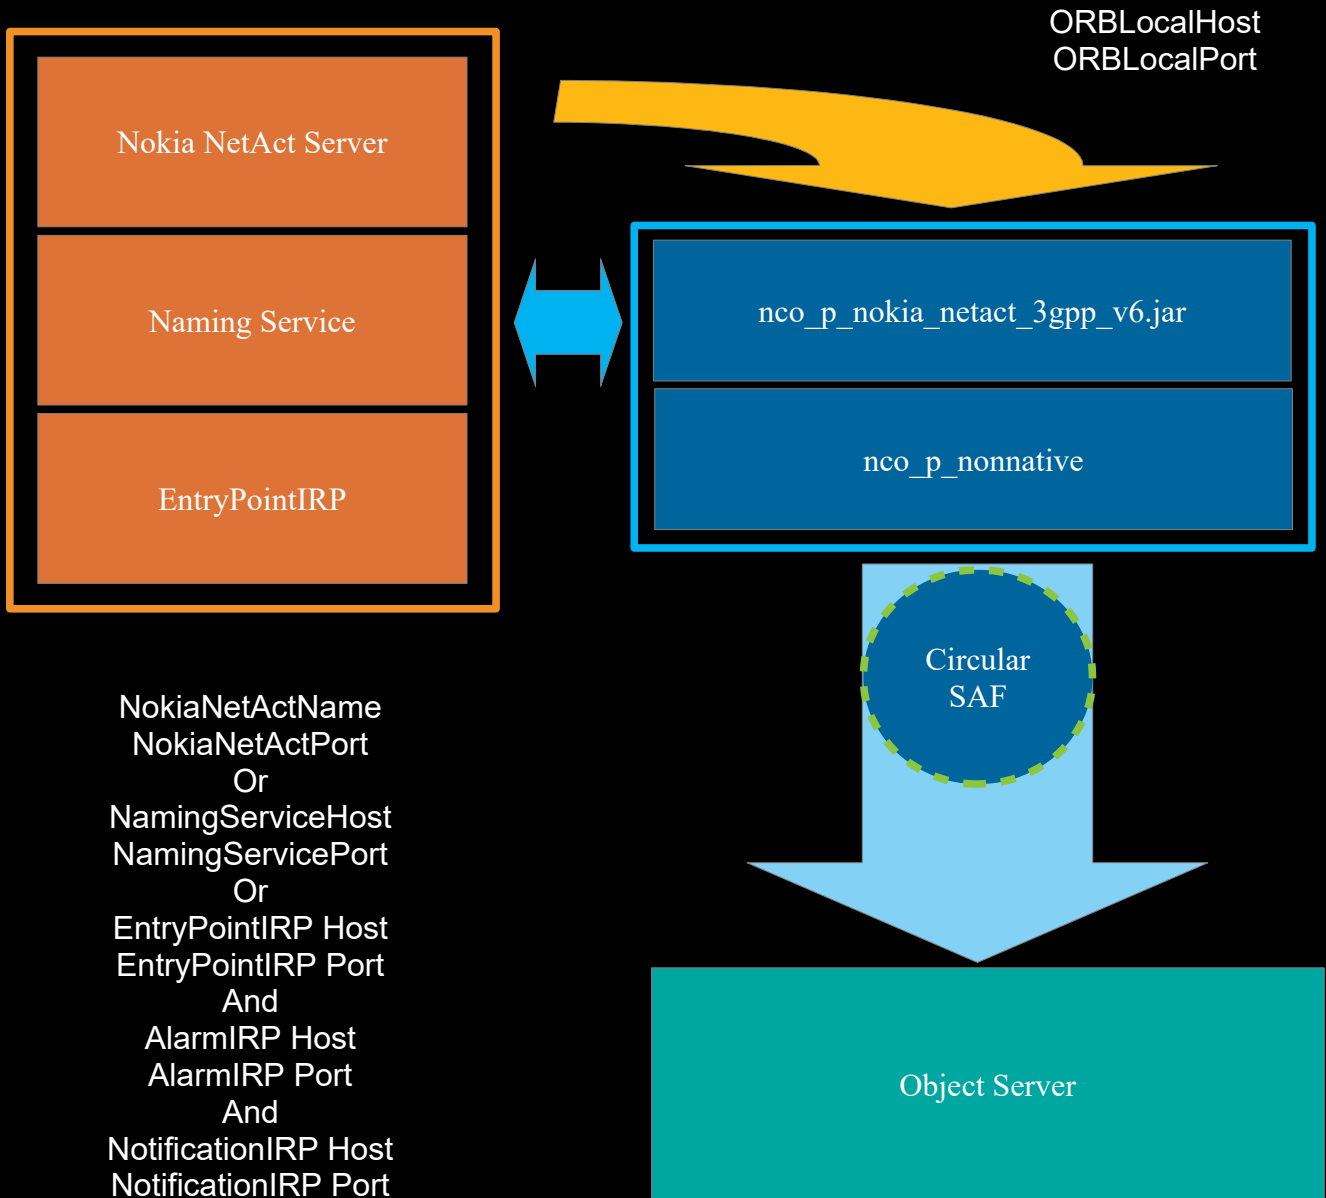 ORBLocalHost
ORBLocalPort
Nokia NetAct Server
Naming Service
EntryPointIRP
nco_p_nokia_netact_3gpp_v6.jar
nco_p_nonnative
Circular
SAF
NokiaNetActName
NokiaNetActPort
Or
NamingServiceHost
NamingServicePort
Or
EntryPointIRP Host
EntryPointIRP Port
And
AlarmIRP Host
AlarmIRP Port
And
NotificationIRP Host
NotificationIRP Port
Object Server